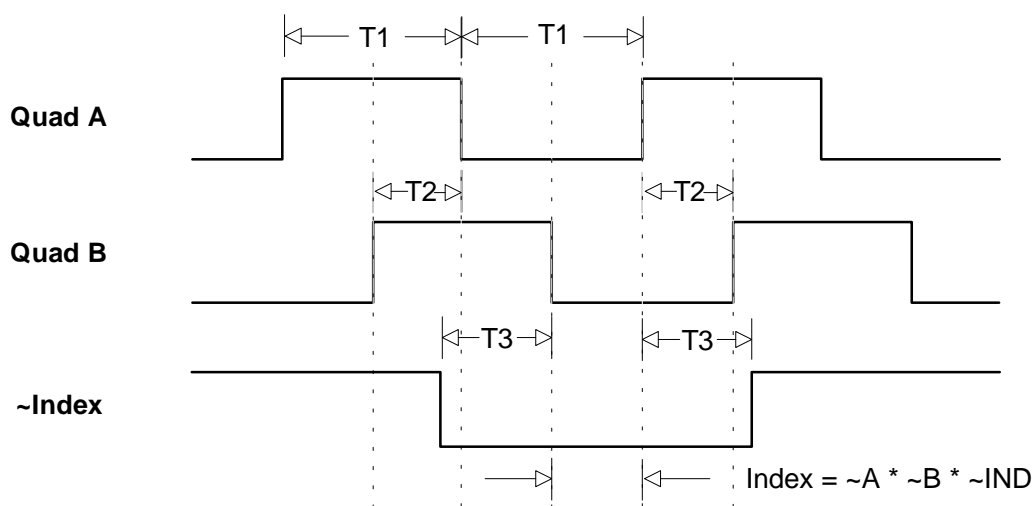 T1 T1
Quad A
T2 T2
Quad B
T3 T3
~Index
Index = ~A * ~B * ~IND